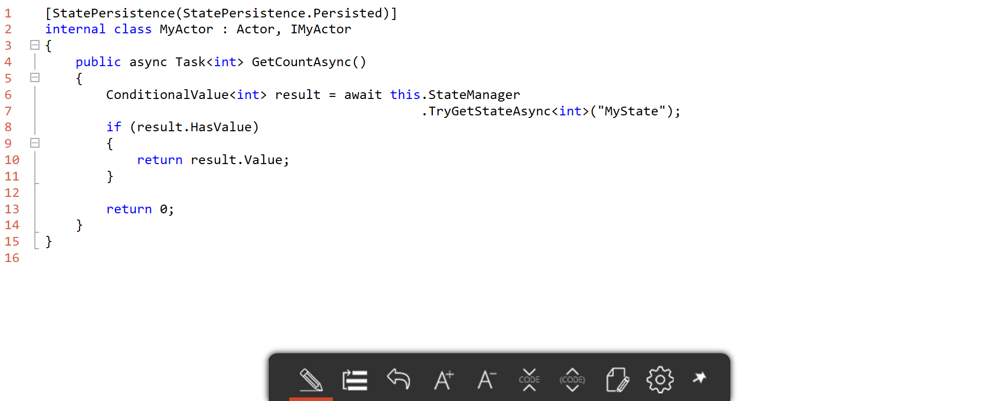 1 [StatePersistence(StatePersistence.Persisted)]
2 internal class MyActor : Actor, IMyActor
3 {
4     public async Task<int> GetCountAsync()
5     {
6         ConditionalValue<int> result = await this.StateManager
7                                                  .TryGetStateAsync<int>("MyState");
8         if (result.HasValue)
9         {
10             return result.Value;
11         }
12
13         return 0;
14     }
15 }
16
A+ A- CODE {CODE}